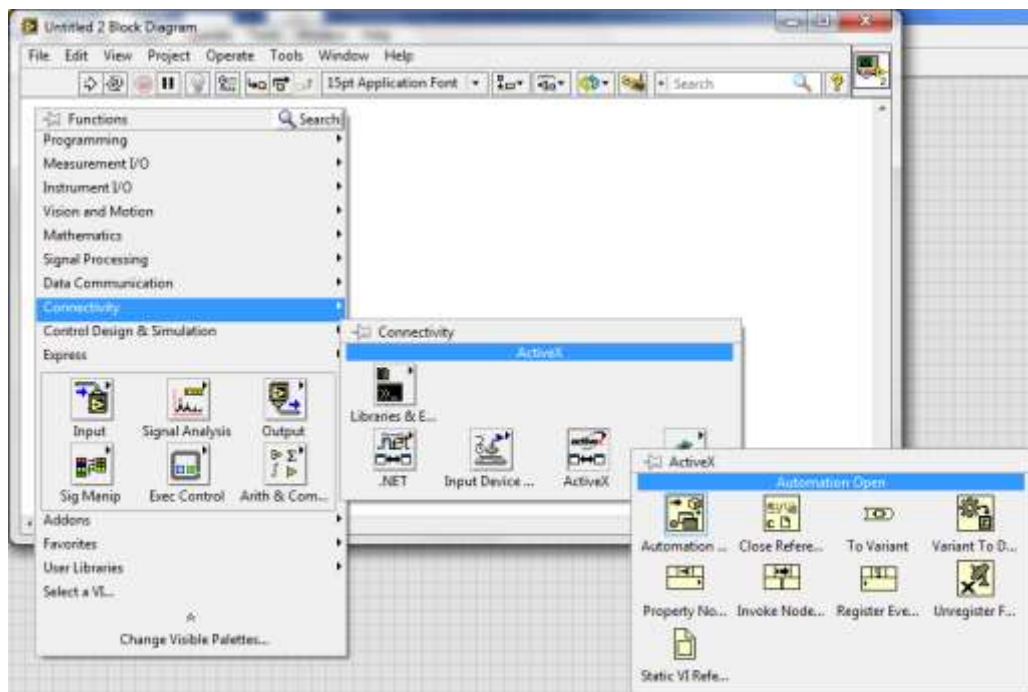 Untitled 2 Block Diagram
File Edit View Project Operate Tools Window Help
15pt Application Font
Search
2
Functions
Search
Programming
Measurement I/O
Instrument I/O
Vision and Motion
Mathematics
Signal Processing
Data Communication
Connectivity
Control Design & Simulation
Express
Input Signal Analysis Output
Sig Manip Exec Control Arith & Com...
Addons
Favorites
User Libraries
Select a VI...
Change Visible Palettes...
Connectivity
ActiveX
Libraries & E...
.NET Input Device ... ActiveX
ActiveX
Automation Open
Automation ... Close Refere... To Variant Variant To D...
Property No... Invoke Node... Register Eve... Unregister F...
Static VI Refe...